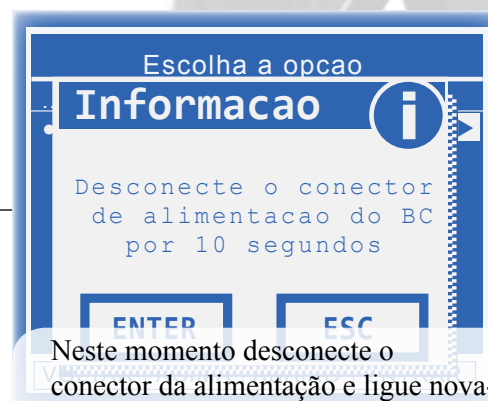 Escolha a opcao
Informacao
Desconecte o conector
de alimentacao do BC
por 10 segundos
ENTER
ESC
Neste momento desconecte o
conector da alimentação e ligue nova-